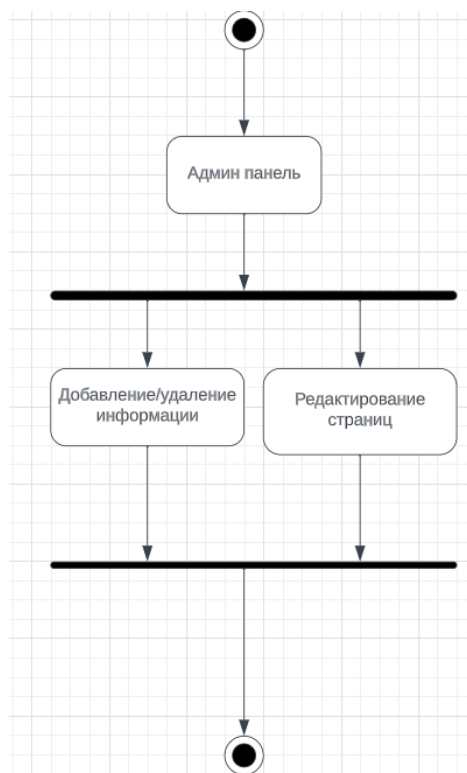 Админ панель
Добавление/удаление
информации
Редактирование
страниц